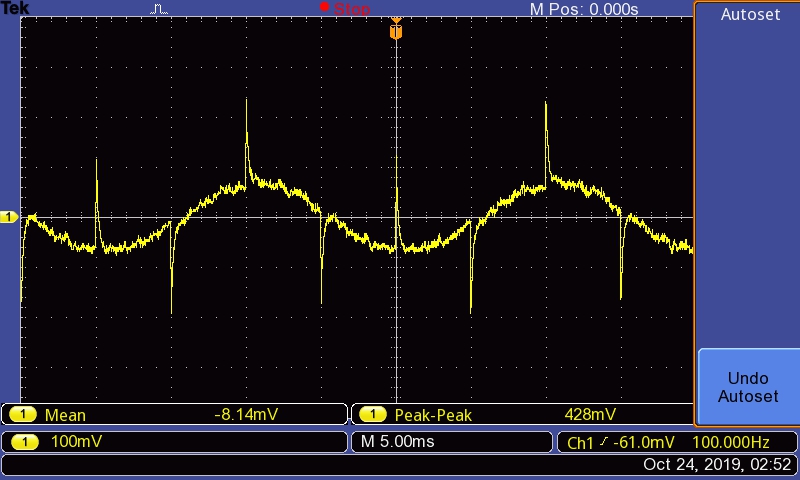 Tek Stop M Pos: 0.000s Autoset
T
1
Undo
Autoset
1 Mean -8.14mV 1 Peak-Peak 428mV
1 100mV M 5.00ms Ch1 -61.0mV 100.000Hz
Oct 24, 2019, 02:52